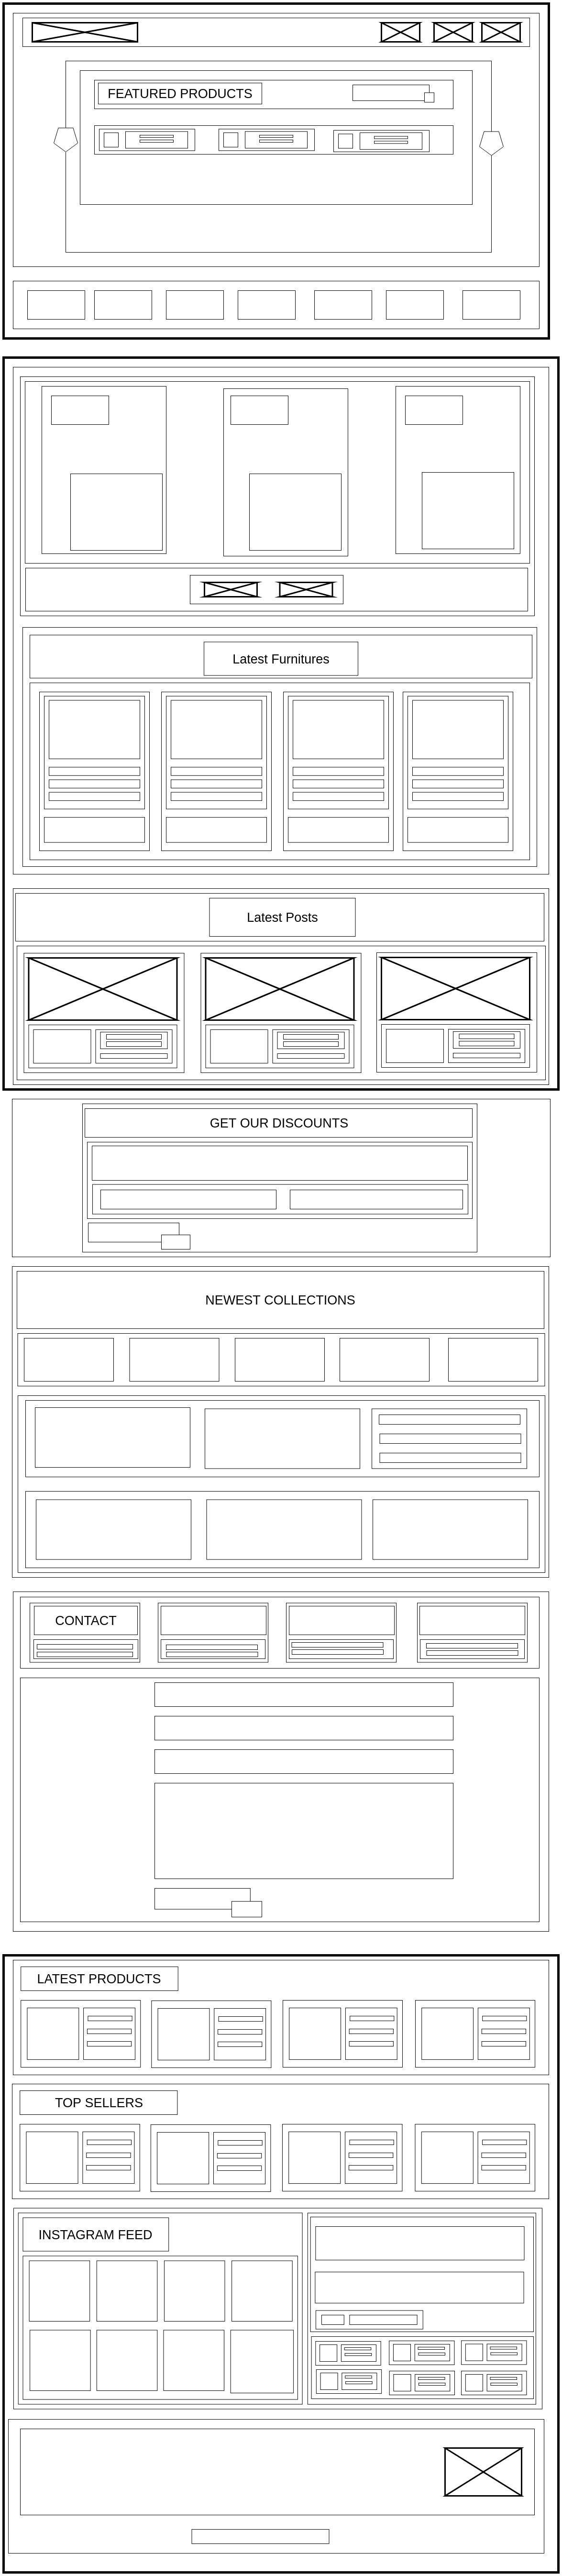 FEATURED PRODUCTS
Latest Furnitures
Latest Posts
GET OUR DISCOUNTS
NEWEST COLLECTIONS
CONTACT
LATEST PRODUCTS
TOP SELLERS
INSTAGRAM FEED